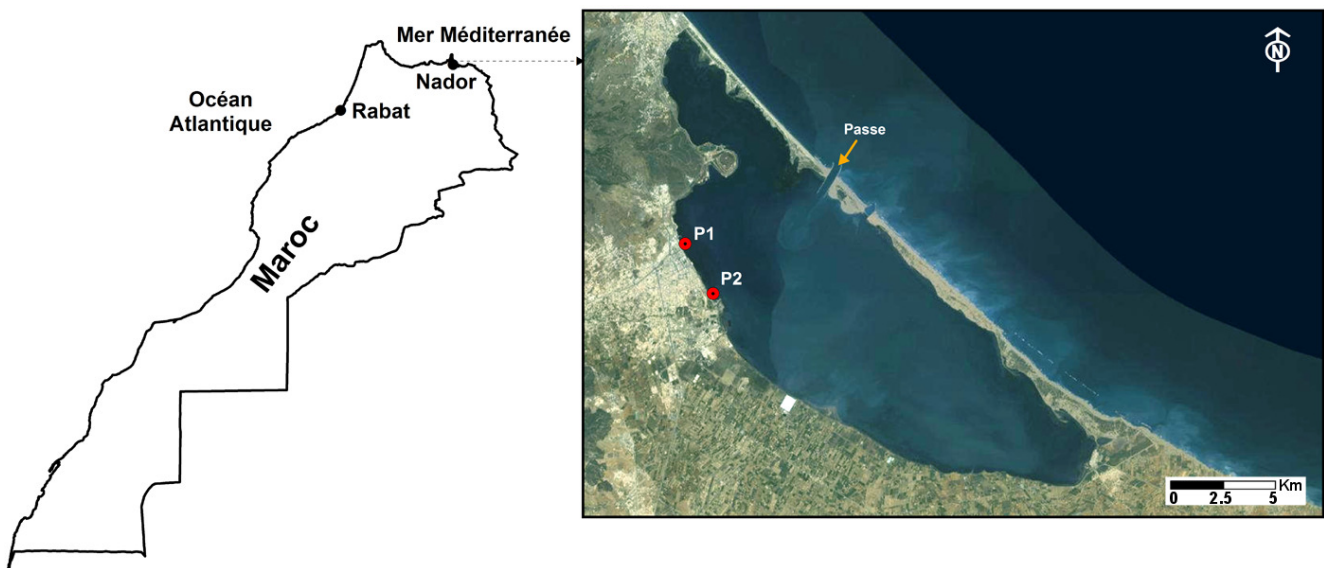 Mer Méditerranée
Nador
Océan
Atlantique
Rabat
Maroc
N
Passe
P1
P2
Km
0 2.5 5